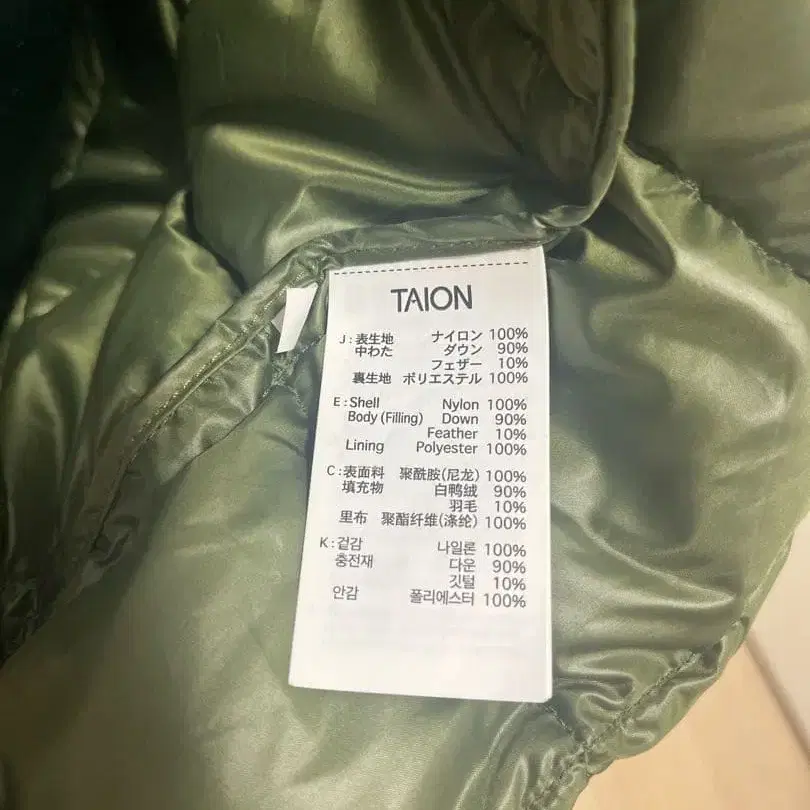 TAION
J : 表生地 ナイロン 100%
中わた ダウン 90%
フェザー 10%
裏生地 ポリエステル 100%
E : Shell Nylon 100%
Body (Filling) Down 90%
Feather 10%
Lining Polyester 100%
C : 表面料 聚酰胺(尼龙) 100%
填充物 白鸭绒 90%
羽毛 10%
里布 聚酯纤维(涤纶) 100%
K : 겉감 나일론 100%
충전재 다운 90%
깃털 10%
안감 폴리에스터 100%